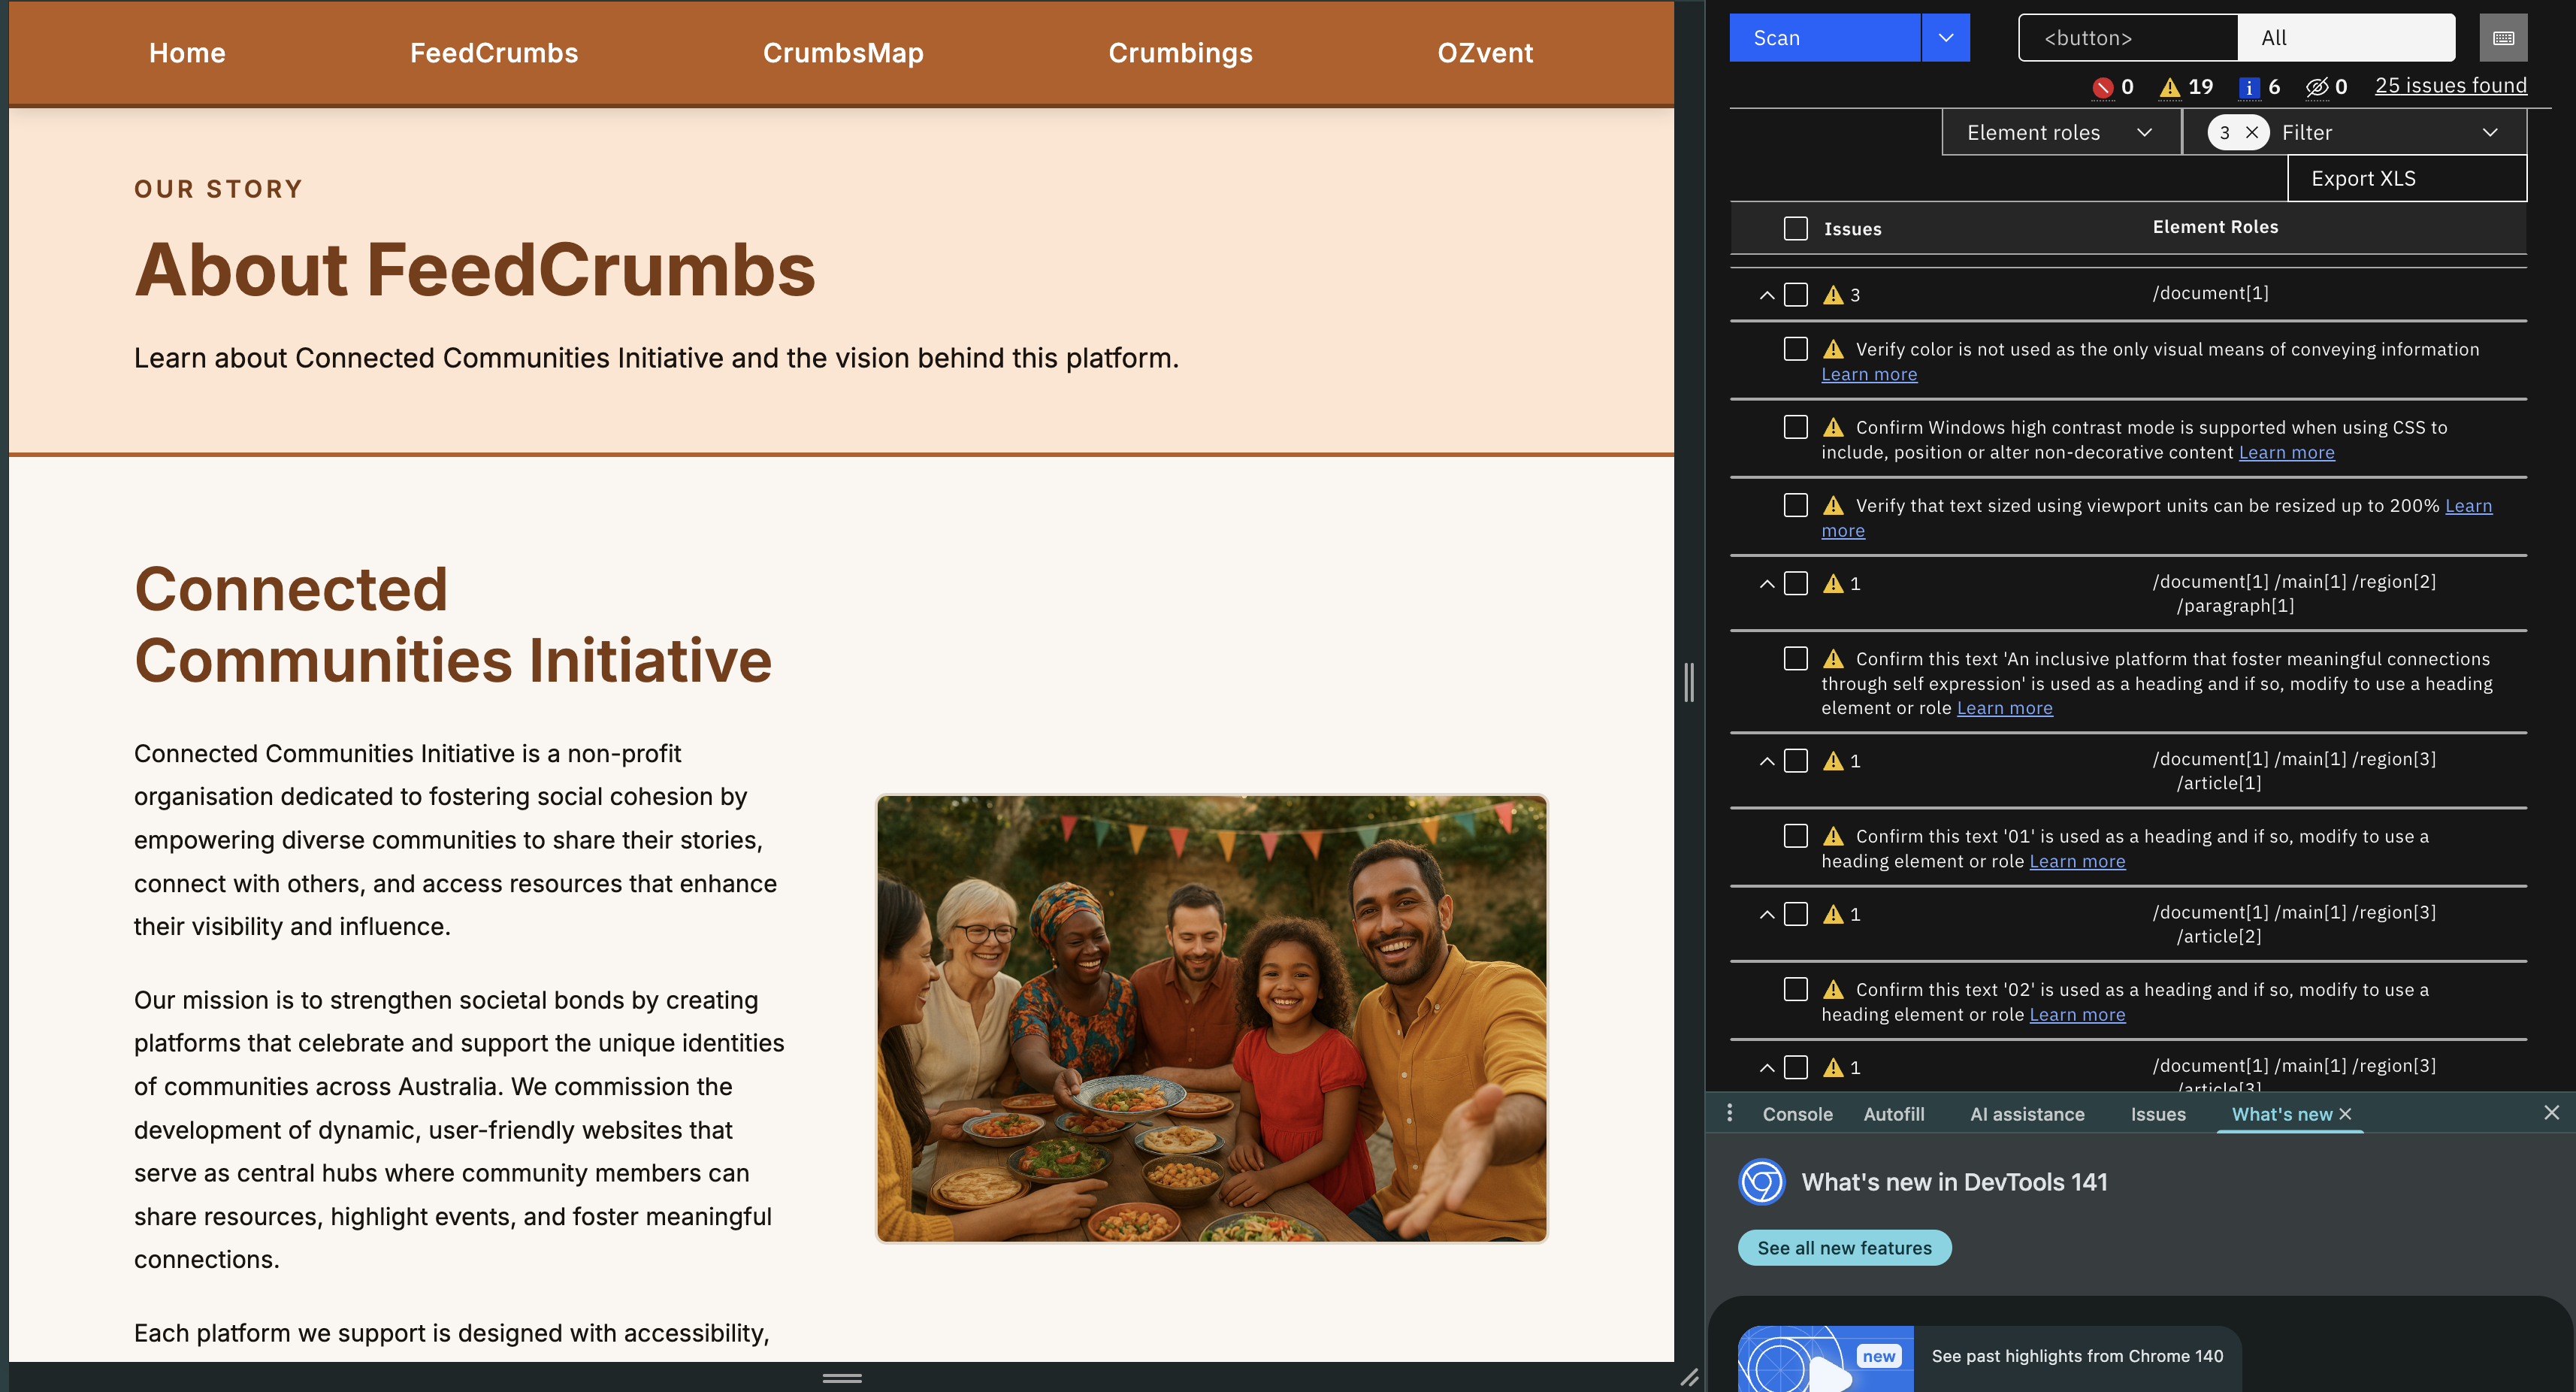 Home FeedCrumbs CrumbsMap Crumbings OZvent
OUR STORY
About FeedCrumbs
Learn about Connected Communities Initiative and the vision behind this platform.
Connected
Communities Initiative
Connected Communities Initiative is a non-profit
organisation dedicated to fostering social cohesion by
empowering diverse communities to share their stories,
connect with others, and access resources that enhance
their visibility and influence.
Our mission is to strengthen societal bonds by creating
platforms that celebrate and support the unique identities
of communities across Australia. We commission the
development of dynamic, user-friendly websites that
serve as central hubs where community members can
share resources, highlight events, and foster meaningful
connections.
Each platform we support is designed with accessibility,
Scan
<button> All
0 19 i 6 0 25 issues found
Element roles 3 Filter
Export XLS
Issues Element Roles
3 /document[1]
Verify color is not used as the only visual means of conveying information
Learn more
Confirm Windows high contrast mode is supported when using CSS to
include, position or alter non-decorative content Learn more
Verify that text sized using viewport units can be resized up to 200% Learn
more
1 /document[1] /main[1] /region[2]
/paragraph[1]
Confirm this text 'An inclusive platform that foster meaningful connections
through self expression' is used as a heading and if so, modify to use a heading
element or role Learn more
1 /document[1] /main[1] /region[3]
/article[1]
Confirm this text '01' is used as a heading and if so, modify to use a
heading element or role Learn more
1 /document[1] /main[1] /region[3]
/article[2]
Confirm this text '02' is used as a heading and if so, modify to use a
heading element or role Learn more
1 /document[1] /main[1] /region[3]
/article[3]
Console Autofill AI assistance Issues What's new
What's new in DevTools 141
See all new features
new See past highlights from Chrome 140